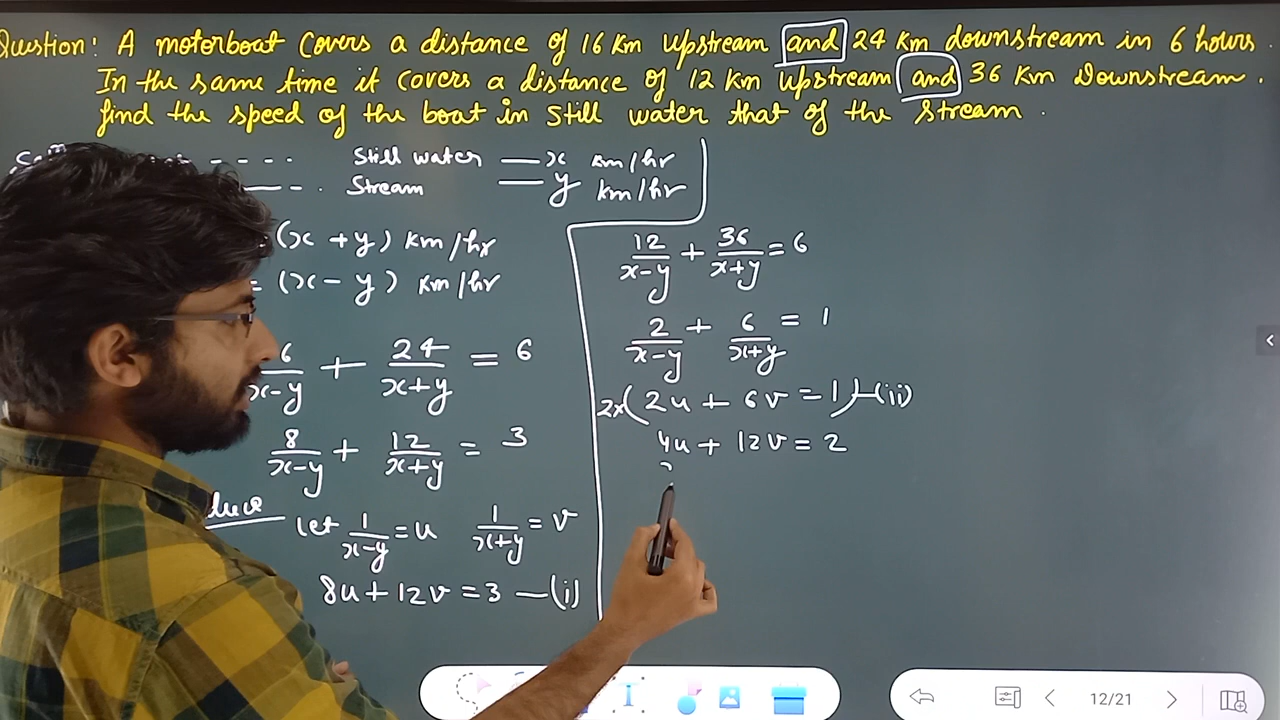 Question: A motorboat covers a distance of 16 Km upstream and 24 Km downstream in 6 hours.
In the same time it covers a distance of 12 Km upstream and 36 Km Downstream.
find the speed of the boat in still water that of the stream.
Still water — x km/hr
Stream — y km/hr
= (x + y) km/hr
= (x - y) km/hr
6/x-y + 24/x+y = 6
8/x-y + 12/x+y = 3
let 1/x-y = u 1/x+y = v
8u + 12v = 3 — (i)
12/x-y + 36/x+y = 6
2/x-y + 6/x+y = 1
2x(2u + 6v = 1) — (ii)
4u + 12v = 2
12/21